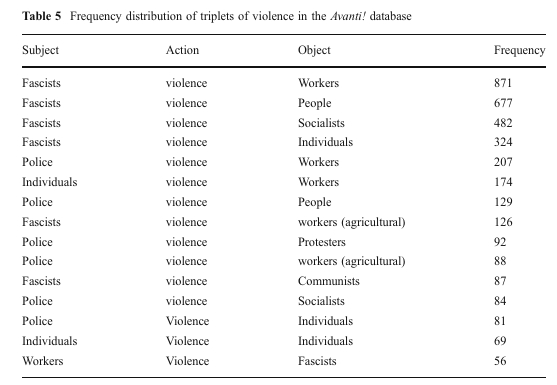 Table 5 Frequency distribution of triplets of violence in the Avanti! database
Subject Action Object Frequency
Fascists violence Workers 871
Fascists violence People 677
Fascists violence Socialists 482
Fascists violence Individuals 324
Police violence Workers 207
Individuals violence Workers 174
Police violence People 129
Fascists violence workers (agricultural) 126
Police violence Protesters 92
Police violence workers (agricultural) 88
Fascists violence Communists 87
Police violence Socialists 84
Police Violence Individuals 81
Individuals Violence Individuals 69
Workers Violence Fascists 56